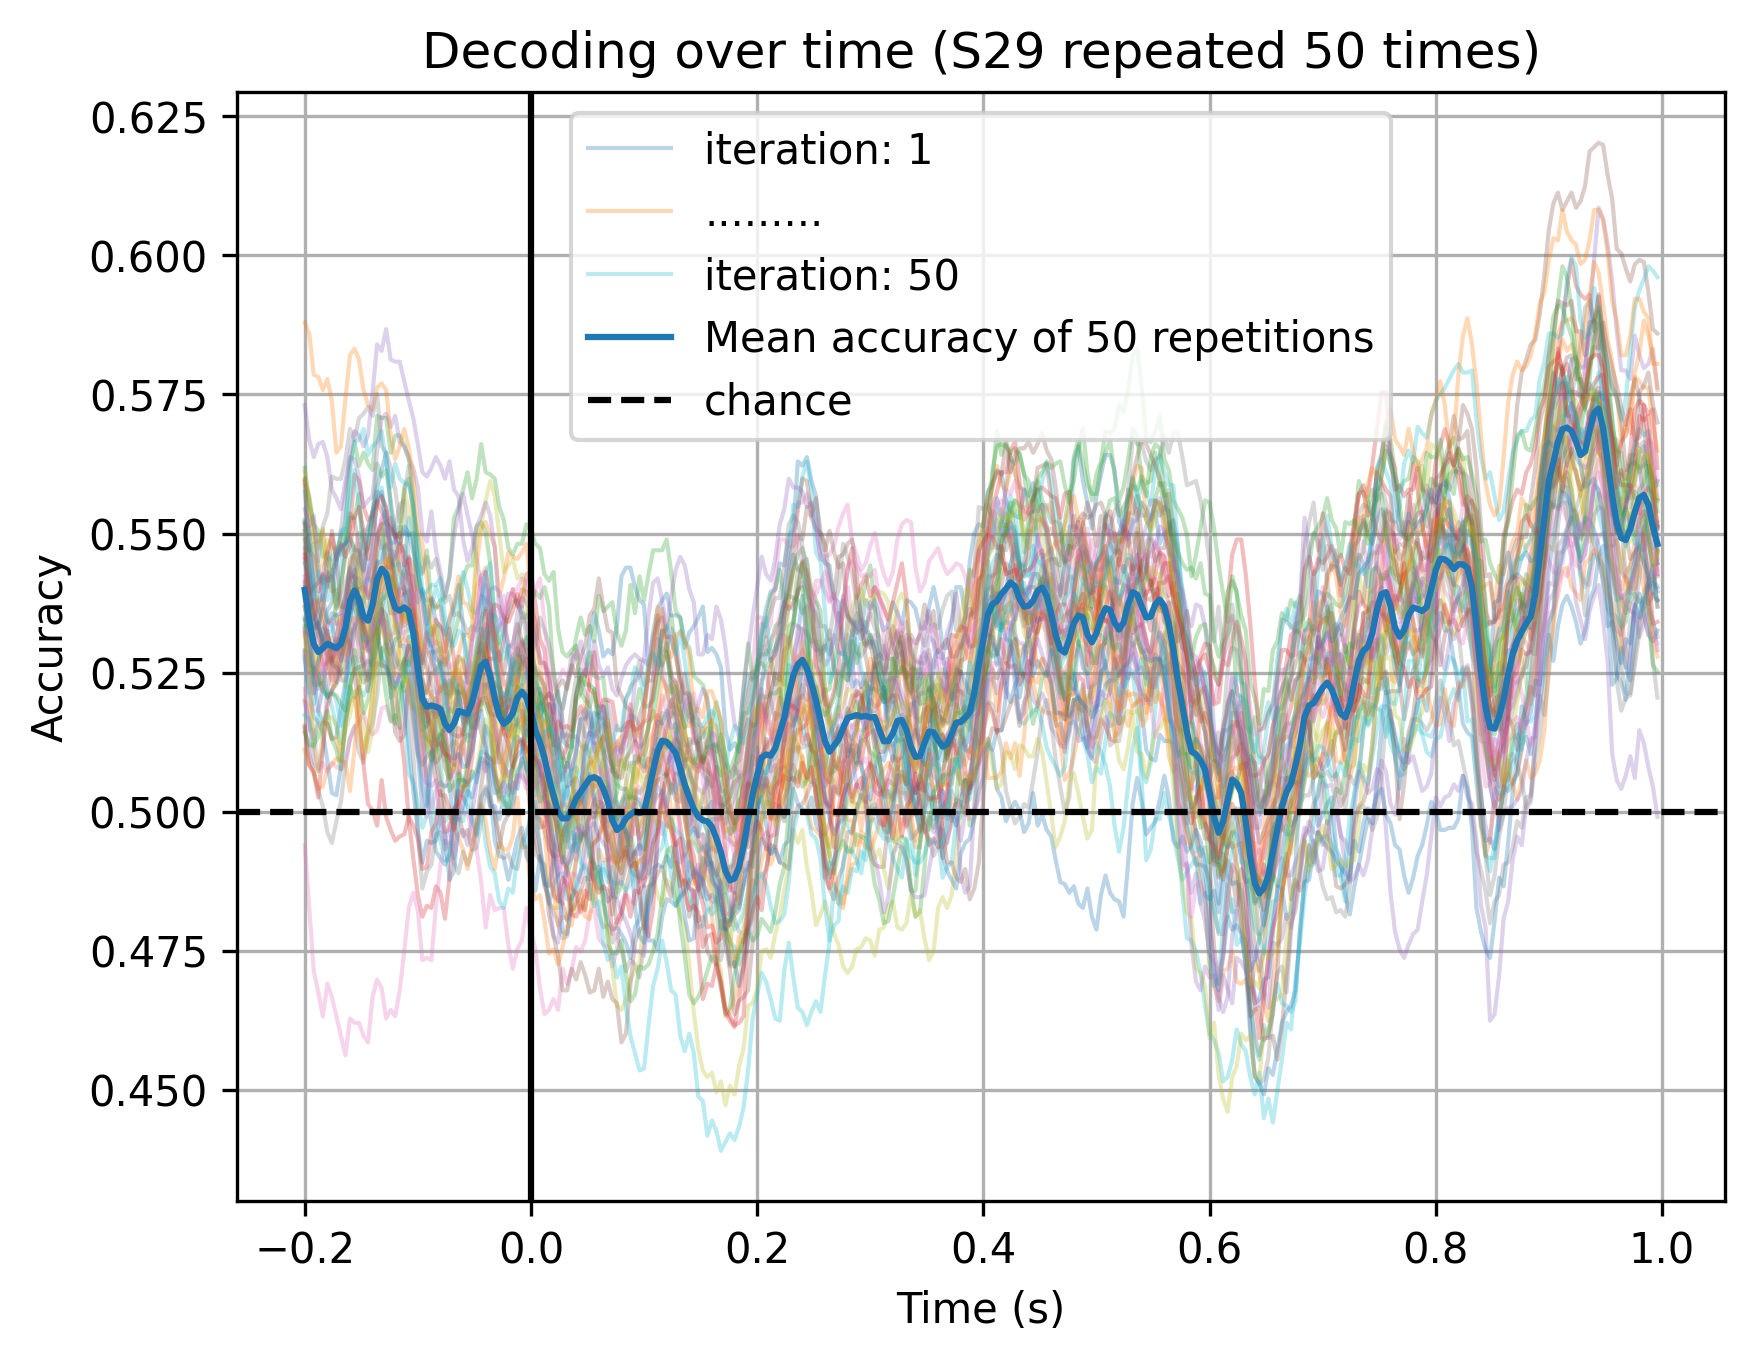 Decoding over time (S29 repeated 50 times)
0.625
0.600
0.575
0.550
0.525
0.500
0.475
0.450
Accuracy
iteration: 1
.........
iteration: 50
Mean accuracy of 50 repetitions
chance
−0.2 0.0 0.2 0.4 0.6 0.8 1.0
Time (s)